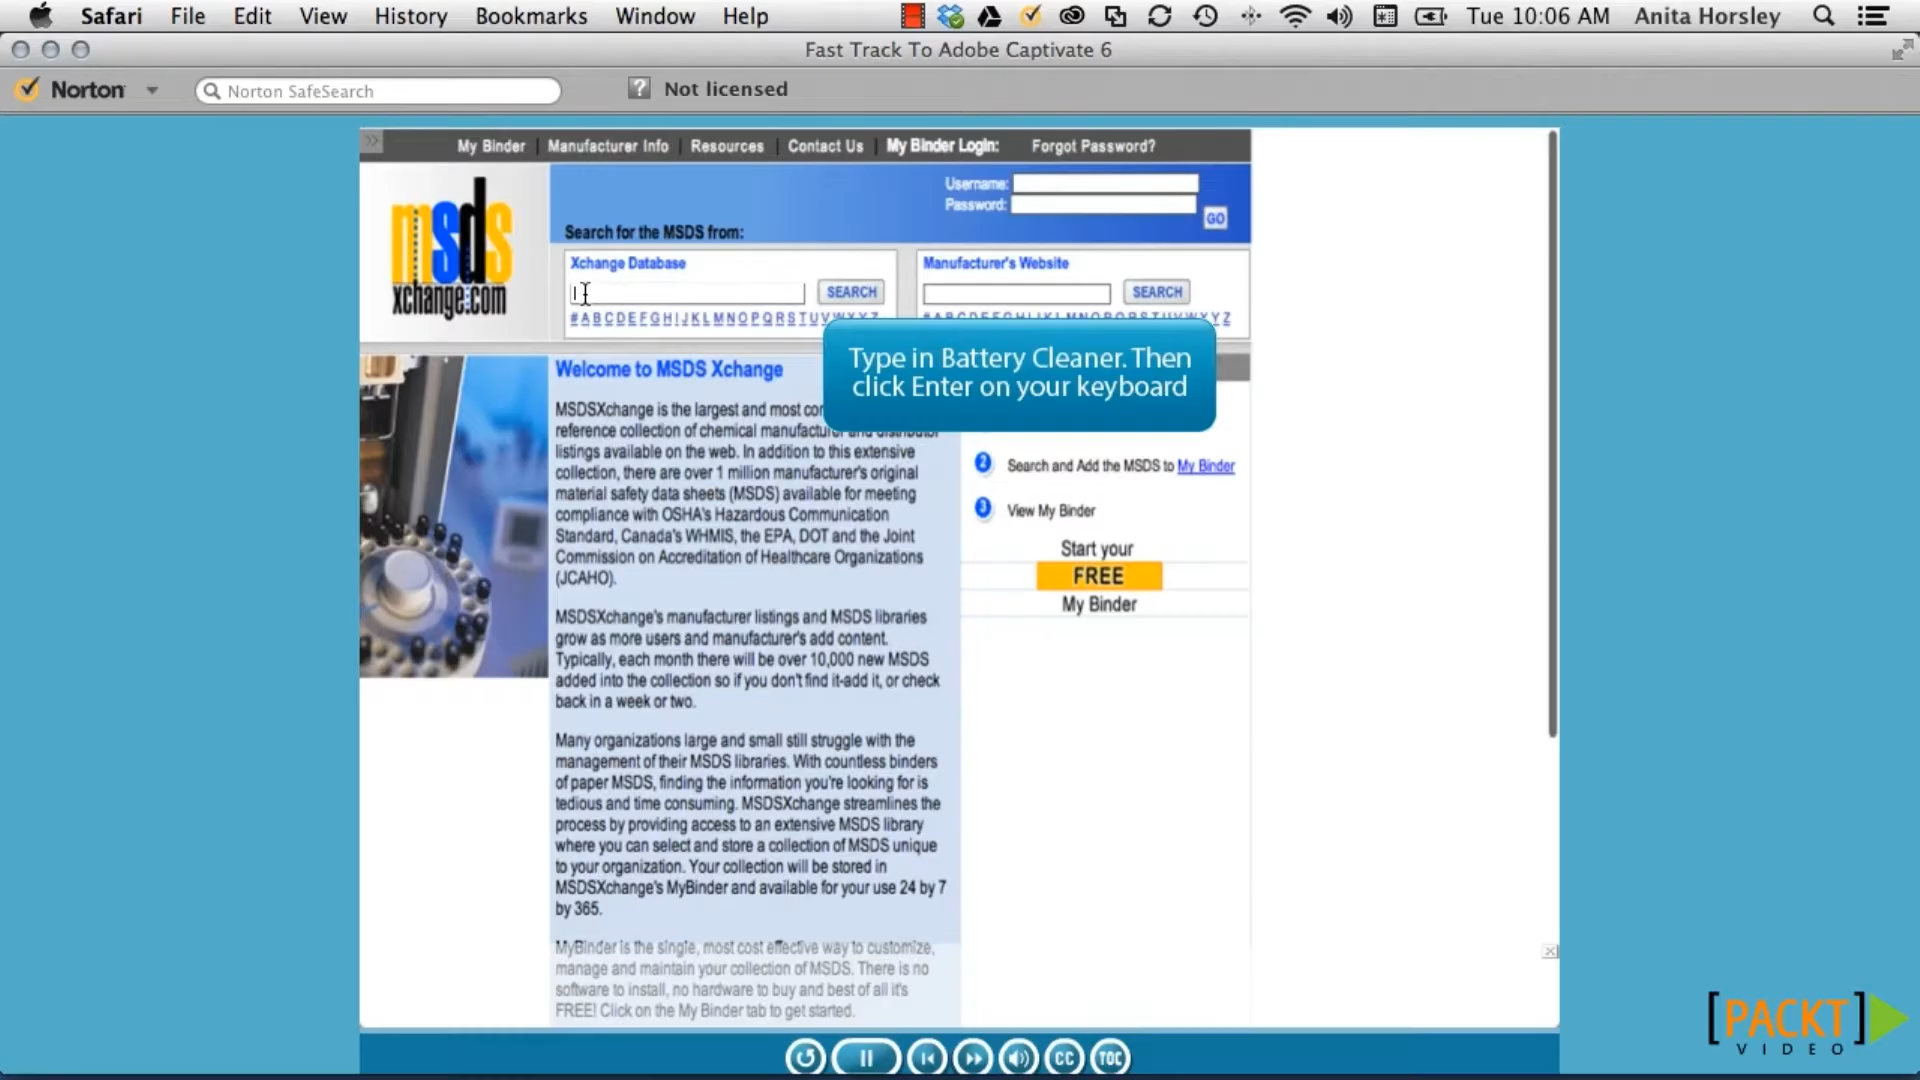 Safari File Edit View History Bookmarks Window Help Tue 10:06 AM Anita Horsley
Fast Track To Adobe Captivate 6
Norton Norton SafeSearch ? Not licensed
My Binder Manufacturer Info Resources Contact Us My Binder Login: Forgot Password?
msds
xchange.com
Username:
Password:
GO
Search for the MSDS from:
Xchange Database
SEARCH
# A B C D E F G H I J K L M N O P Q R S T U V W X Y Z
Manufacturer's Website
SEARCH
# A B C D E F G H I J K L M N O P Q R S T U V W X Y Z
Type in Battery Cleaner. Then
click Enter on your keyboard
Welcome to MSDS Xchange
MSDSXchange is the largest and most
reference collection of chemical manufacturer and distributor
listings available on the web. In addition to this extensive
collection, there are over 1 million manufacturer's original
material safety data sheets (MSDS) available for meeting
compliance with OSHA's Hazardous Communication
Standard, Canada's WHMIS, the EPA, DOT and the Joint
Commission on Accreditation of Healthcare Organizations
(JCAHO).
MSDSXchange's manufacturer listings and MSDS libraries
grow as more users and manufacturer's add content.
Typically, each month there will be over 10,000 new MSDS
added into the collection so if you don't find it-add it, or check
back in a week or two.
Many organizations large and small still struggle with the
management of their MSDS libraries. With countless binders
of paper MSDS, finding the information you're looking for is
tedious and time consuming. MSDSXchange streamlines the
process by providing access to an extensive MSDS library
where you can select and store a collection of MSDS unique
to your organization. Your collection will be stored in
MSDSXchange's MyBinder and available for your use 24 by 7
by 365.
MyBinder is the single, most cost effective way to customize,
manage and maintain your collection of MSDS. There is no
software to install, no hardware to buy and best of all it's
FREE! Click on the My Binder tab to get started.
2 Search and Add the MSDS to My Binder
3 View My Binder
Start your
FREE
My Binder
[PACKT]
VIDEO
CC TOC